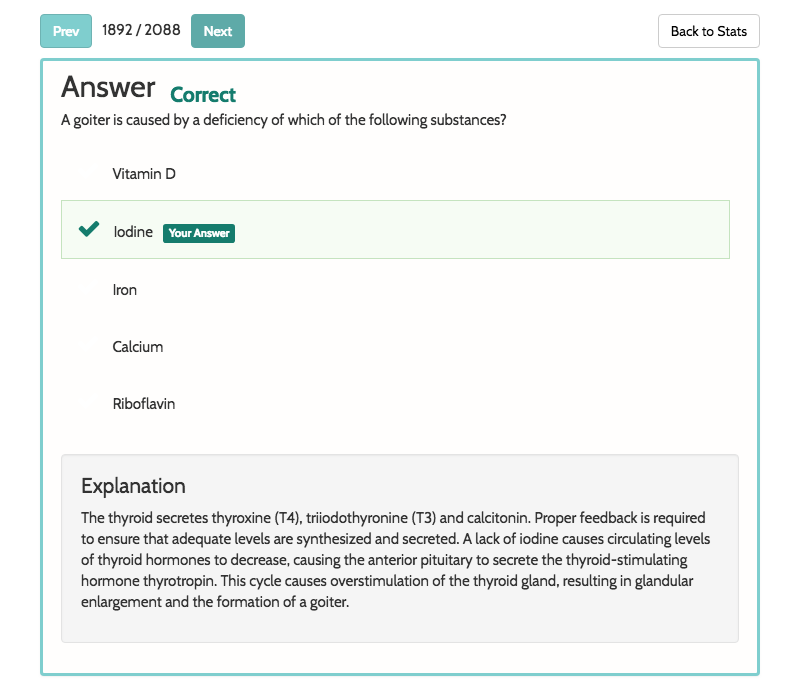 Prev 1892 / 2088 Next Back to Stats
Answer Correct
A goiter is caused by a deficiency of which of the following substances?
Vitamin D
Iodine Your Answer
Iron
Calcium
Riboflavin
Explanation
The thyroid secretes thyroxine (T4), triiodothyronine (T3) and calcitonin. Proper feedback is required
to ensure that adequate levels are synthesized and secreted. A lack of iodine causes circulating levels
of thyroid hormones to decrease, causing the anterior pituitary to secrete the thyroid-stimulating
hormone thyrotropin. This cycle causes overstimulation of the thyroid gland, resulting in glandular
enlargement and the formation of a goiter.